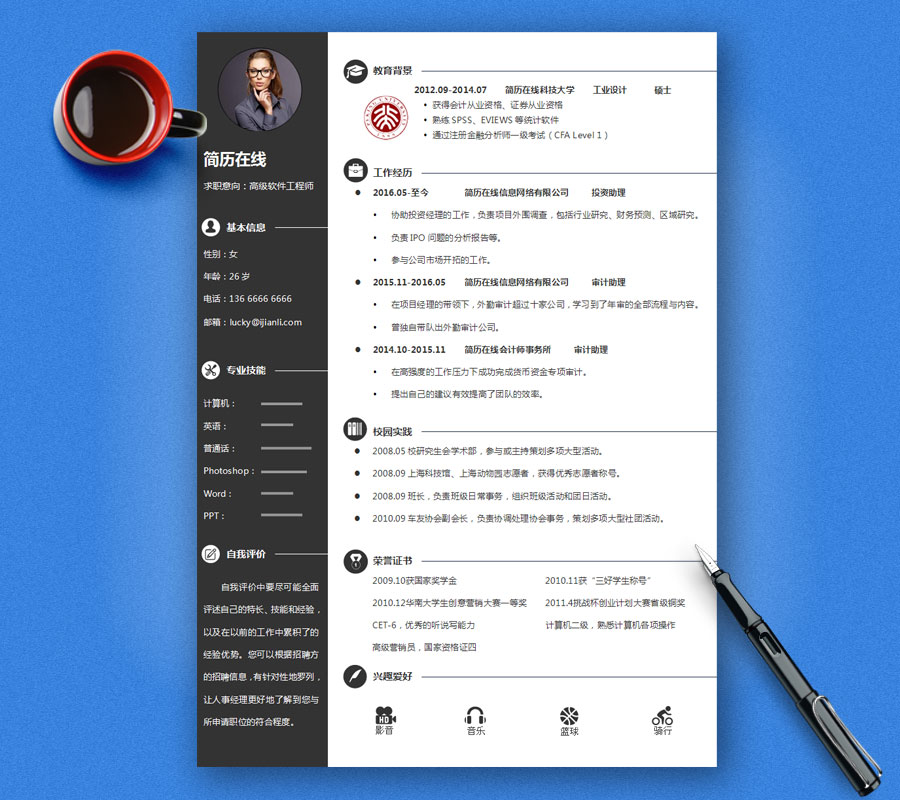 简历在线
求职意向：高级软件工程师
基本信息
性别：女
年龄：26 岁
电话：136 6666 6666
邮箱：lucky@ijianli.com
专业技能
计算机：
英语：
普通话：
Photoshop：
Word：
PPT：
自我评价
自我评价中要尽可能全面
评述自己的特长、技能和经验，
以及在以前的工作中累积了的
经验优势。您可以根据招聘方
的招聘信息，有针对性地罗列，
让人事经理更好地了解到您与
所申请职位的符合程度。
教育背景
2012.09-2014.07 简历在线科技大学 工业设计 硕士
• 获得会计从业资格、证券从业资格
• 熟练 SPSS、EVIEWS 等统计软件
• 通过注册金融分析师一级考试（CFA Level 1）
工作经历
• 2016.05-至今 简历在线信息网络有限公司 投资助理
• 协助投资经理的工作，负责项目外围调查，包括行业研究、财务预测、区域研究。
• 负责 IPO 问题的分析报告等。
• 参与公司市场开拓的工作。
• 2015.11-2016.05 简历在线信息网络有限公司 审计助理
• 在项目经理的带领下，外勤审计超过十家公司，学习到了年审的全部流程与内容。
• 曾独自带队出外勤审计公司。
• 2014.10-2015.11 简历在线会计师事务所 审计助理
• 在高强度的工作压力下成功完成货币资金专项审计。
• 提出自己的建议有效提高了团队的效率。
校园实践
• 2008.05 校研究生会学术部，参与或主持策划多项大型活动。
• 2008.09 上海科技馆、上海动物园志愿者，获得优秀志愿者称号。
• 2008.09 班长，负责班级日常事务，组织班级活动和团日活动。
• 2010.09 车友协会副会长，负责协调处理协会事务，策划多项大型社团活动。
荣誉证书
2009.10获国家奖学金 2010.11获“三好学生称号”
2010.12华南大学生创意营销大赛一等奖 2011.4挑战杯创业计划大赛省级铜奖
CET-6，优秀的听说写能力 计算机二级，熟悉计算机各项操作
高级营销员，国家资格证四
兴趣爱好
HD
影音 音乐 篮球 骑行